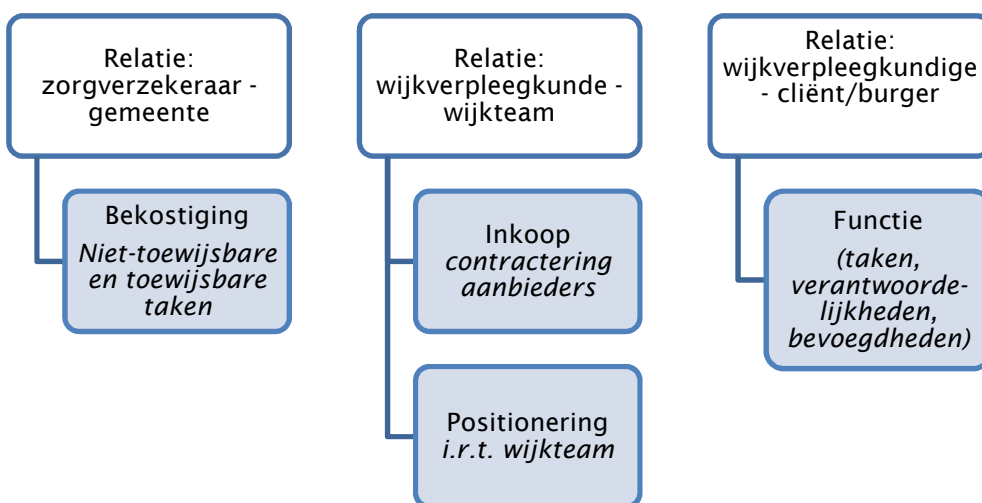 Relatie:
zorgverzekeraar -
gemeente
Bekostiging
Niet-toewijsbare
en toewijsbare
taken
Relatie:
wijkverpleegkunde -
wijkteam
Inkoop
contractering
aanbieders
Positionering
i.r.t. wijkteam
Relatie:
wijkverpleegkundige
- cliënt/burger
Functie
(taken,
verantwoorde-
lijkheden,
bevoegdheden)